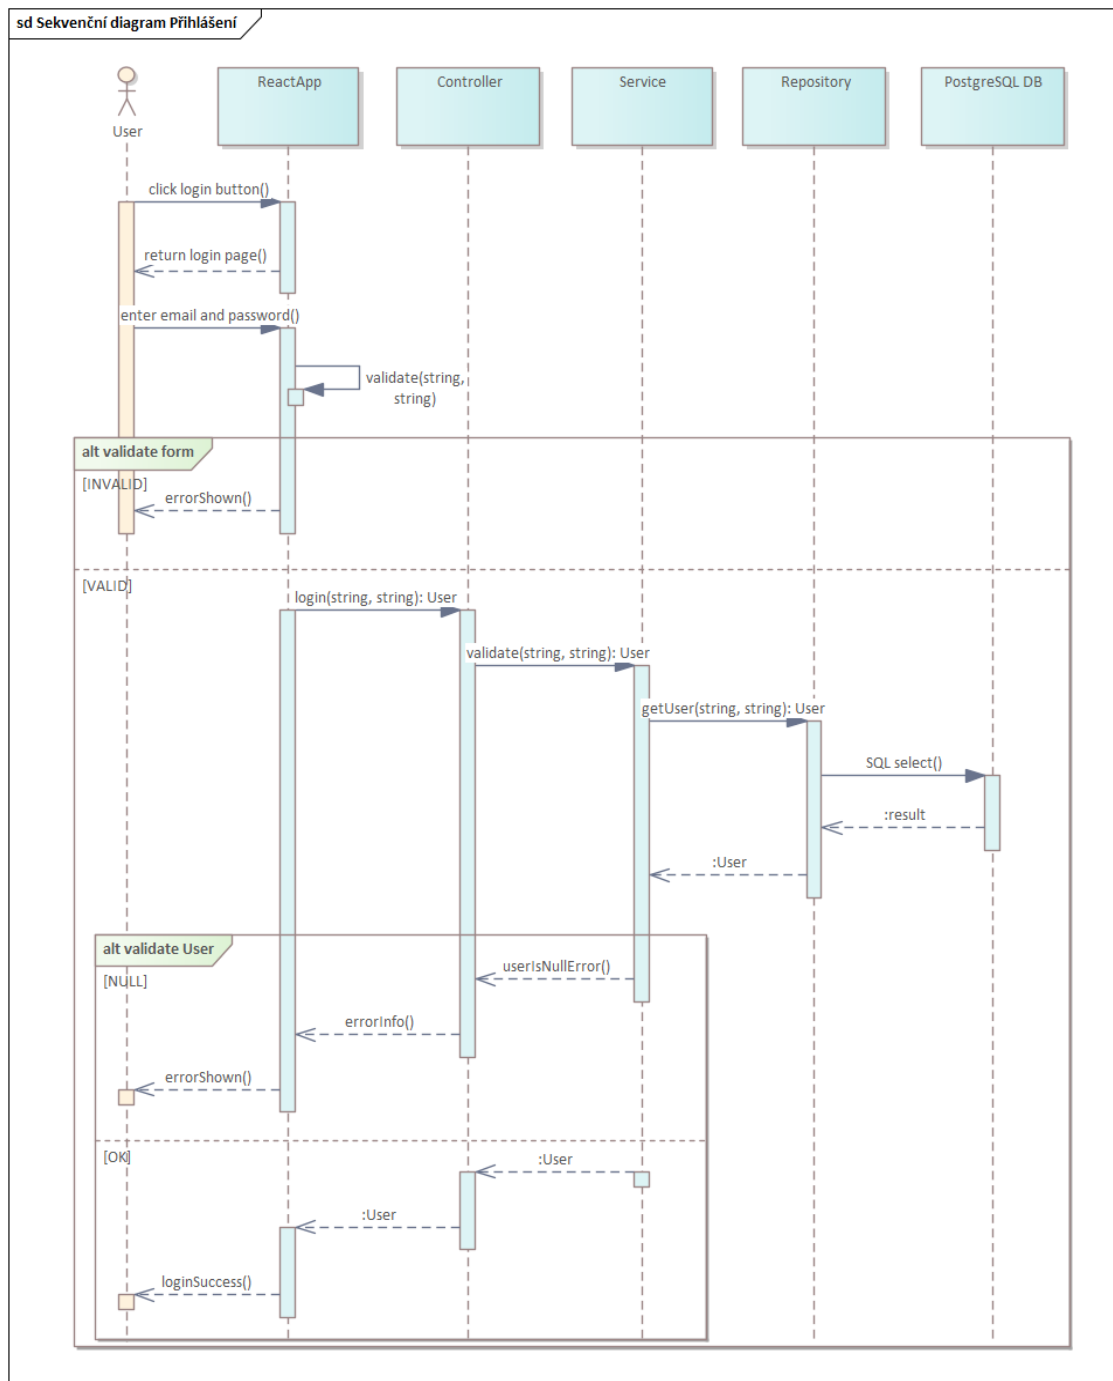 sd Sekvenční diagram Přihlášení
User
ReactApp
Controller
Service
Repository
PostgreSQL DB
click login button()
return login page()
enter email and password()
validate(string,
string)
alt validate form
[INVALID]
errorShown()
[VALID]
login(string, string): User
validate(string, string): User
getUser(string, string): User
SQL select()
:result
:User
alt validate User
[NULL]
userIsNullError()
errorInfo()
errorShown()
[OK]
:User
:User
loginSuccess()